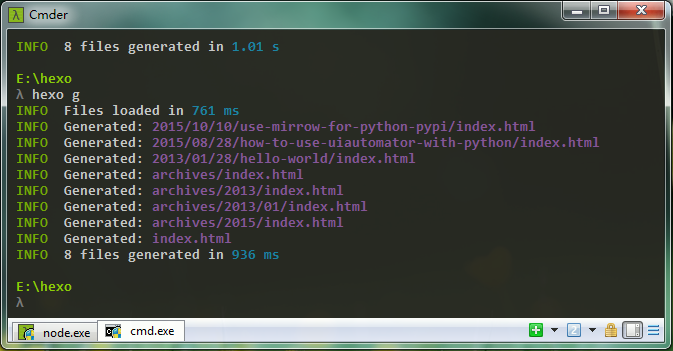 λ Cmder
INFO  8 files generated in 1.01 s
E:\hexo
λ hexo g
INFO  Files loaded in 761 ms
INFO  Generated: 2015/10/10/use-mirrow-for-python-pypi/index.html
INFO  Generated: 2015/08/28/how-to-use-uiautomator-with-python/index.html
INFO  Generated: 2013/01/28/hello-world/index.html
INFO  Generated: archives/index.html
INFO  Generated: archives/2013/index.html
INFO  Generated: archives/2013/01/index.html
INFO  Generated: archives/2015/index.html
INFO  Generated: index.html
INFO  8 files generated in 936 ms
E:\hexo
λ
node.exe cmd.exe